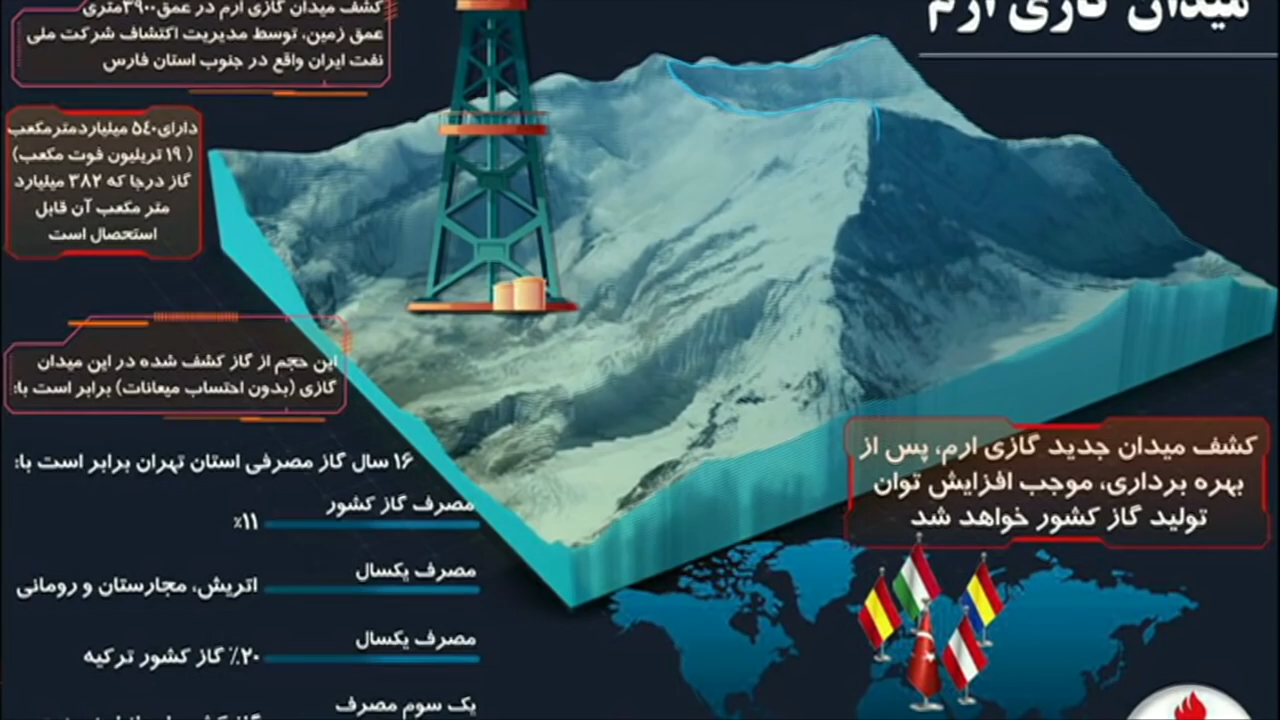 میدان گازی ارم
کشف میدان گازی ارم در عمق ۳۹۰۰متری
عمق زمین، توسط مدیریت اکتشاف شرکت ملی
نفت ایران واقع در جنوب استان فارس
دارای ۵۴۰ میلیارد مترمکعب
( ۱۹ تریلیون فوت مکعب)
گاز درجا که ۳۸۲ میلیارد
متر مکعب آن قابل
استحصال است
این حجم از گاز کشف شده در این میدان
گازی (بدون احتساب میعانات) برابر است با:
۱۶ سال گاز مصرفی استان تهران برابر است با:
مصرف گاز کشور
۱۱٪
مصرف یکسال
اتریش، مجارستان و رومانی
مصرف یکسال
۲۰٪ گاز کشور ترکیه
یک سوم مصرف
کشف میدان جدید گازی ارم، پس از
بهره برداری، موجب افزایش توان
تولید گاز کشور خواهد شد